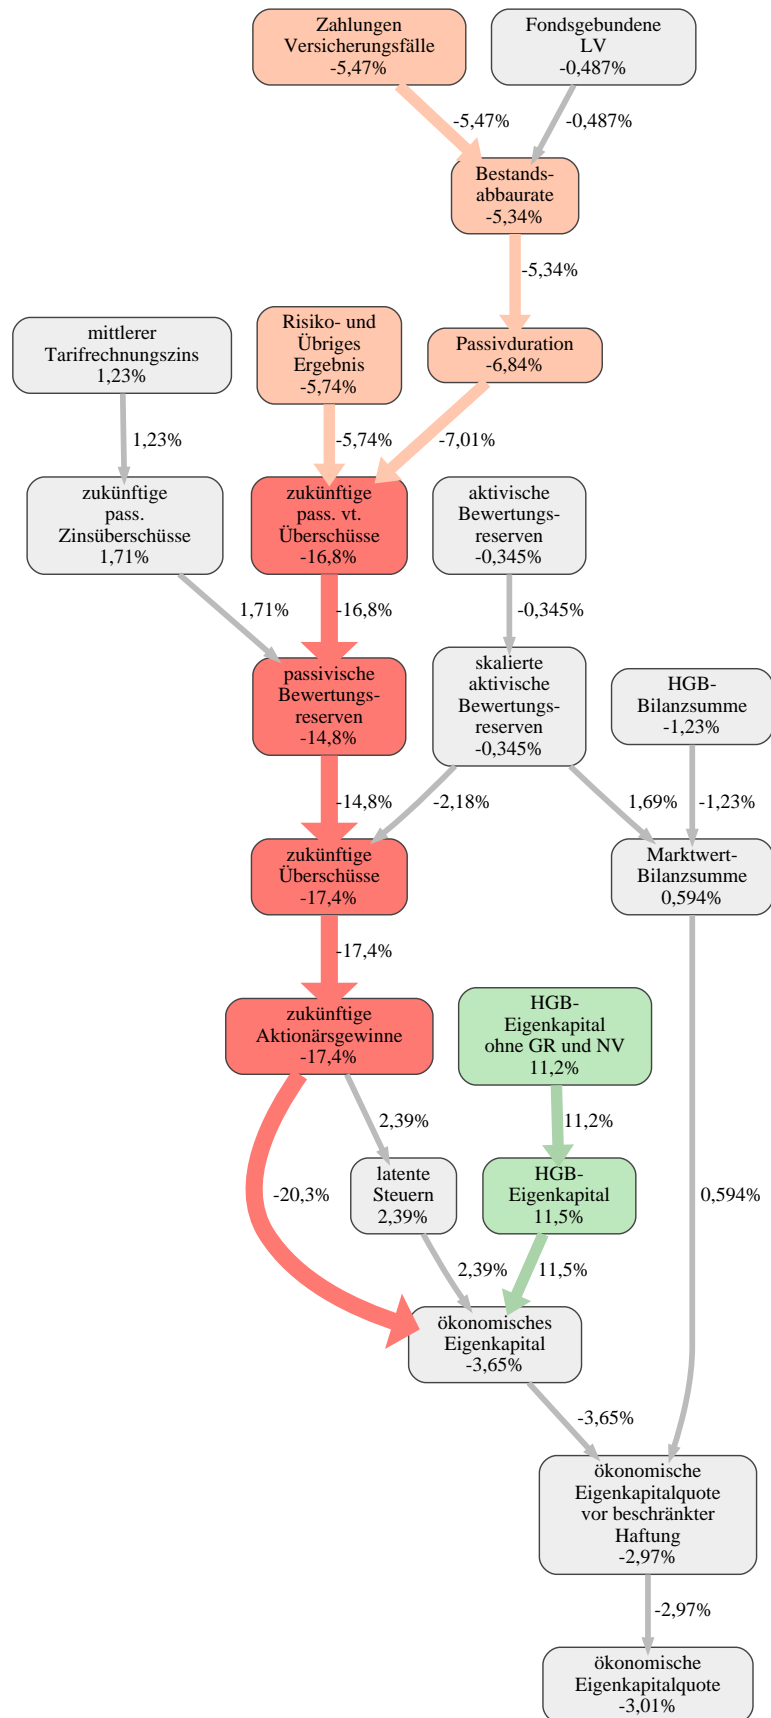 Zahlungen
Versicherungsfälle
-5,47%
Fondsgebundene
LV
-0,487%
-5,47%
-0,487%
Bestands-
abbaurate
-5,34%
-5,34%
mittlerer
Tarifrechnungszins
1,23%
Risiko- und
Übriges
Ergebnis
-5,74%
Passivduration
-6,84%
1,23%
-5,74%
-7,01%
zukünftige
pass.
Zinsüberschüsse
1,71%
zukünftige
pass. vt.
Überschüsse
-16,8%
aktivische
Bewertungs-
reserven
-0,345%
1,71%
-16,8%
-0,345%
passivische
Bewertungs-
reserven
-14,8%
skalierte
aktivische
Bewertungs-
reserven
-0,345%
HGB-
Bilanzsumme
-1,23%
-14,8%
-2,18%
1,69%
-1,23%
zukünftige
Überschüsse
-17,4%
Marktwert-
Bilanzsumme
0,594%
-17,4%
zukünftige
Aktionärsgewinne
-17,4%
HGB-
Eigenkapital
ohne GR und NV
11,2%
2,39%
11,2%
-20,3%
latente
Steuern
2,39%
HGB-
Eigenkapital
11,5%
0,594%
2,39%
11,5%
ökonomisches
Eigenkapital
-3,65%
-3,65%
ökonomische
Eigenkapitalquote
vor beschränkter
Haftung
-2,97%
-2,97%
ökonomische
Eigenkapitalquote
-3,01%